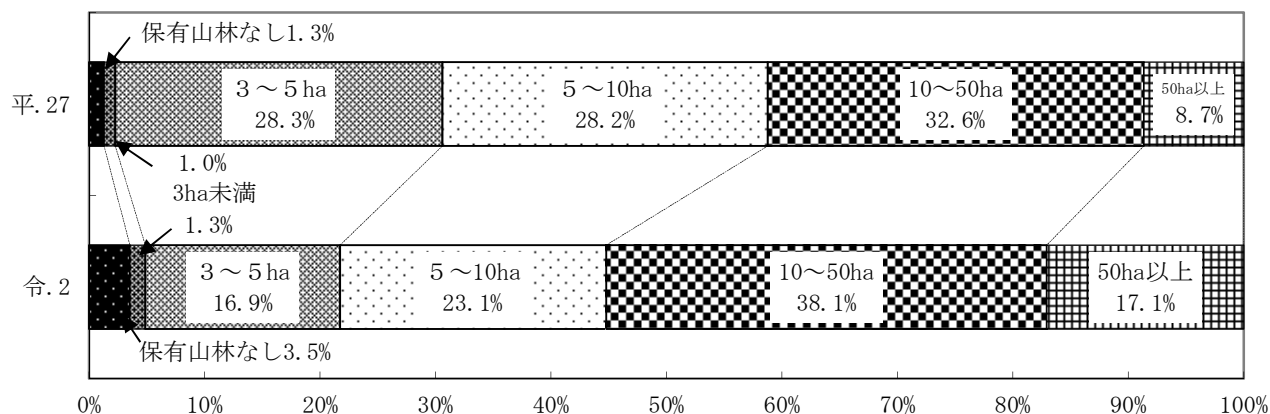 保有山林なし1.3%
平.27
３～５ha
28.3%
５～10ha
28.2%
10～50ha
32.6%
50ha以上
8.7%
1.0%
3ha未満
1.3%
令.2
３～５ha
16.9%
５～10ha
23.1%
10～50ha
38.1%
50ha以上
17.1%
保有山林なし3.5%
0% 10% 20% 30% 40% 50% 60% 70% 80% 90% 100%